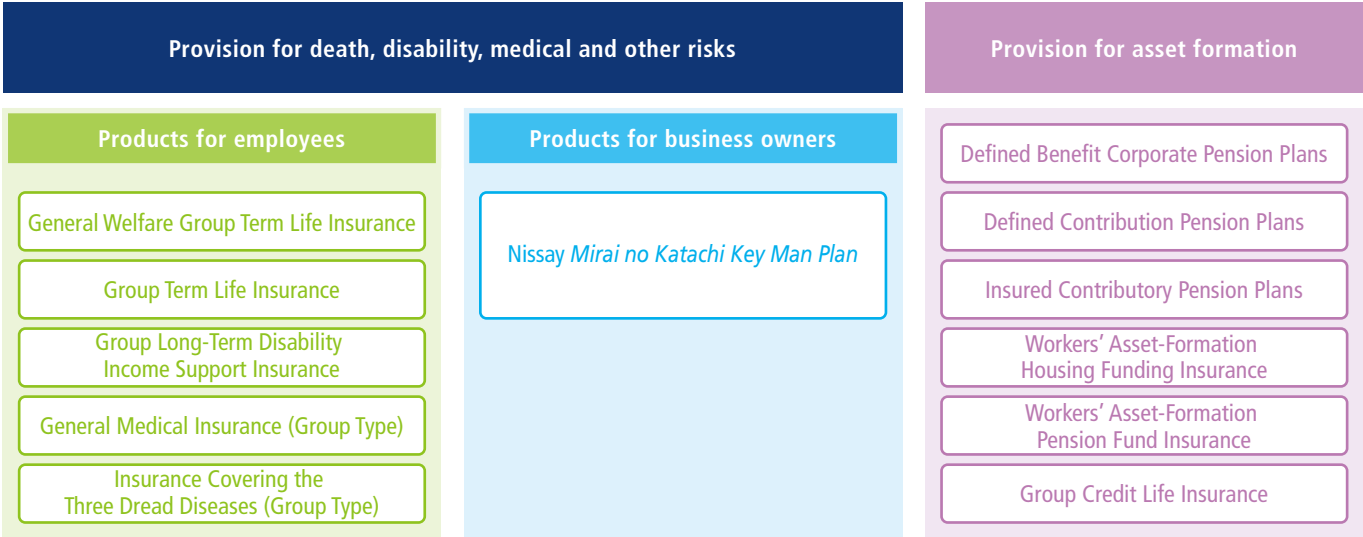 Provision for death, disability, medical and other risks
Provision for asset formation
Products for employees
General Welfare Group Term Life Insurance
Group Term Life Insurance
Group Long-Term Disability
Income Support Insurance
General Medical Insurance (Group Type)
Insurance Covering the
Three Dread Diseases (Group Type)
Products for business owners
Nissay Mirai no Katachi Key Man Plan
Defined Benefit Corporate Pension Plans
Defined Contribution Pension Plans
Insured Contributory Pension Plans
Workers’ Asset-Formation
Housing Funding Insurance
Workers’ Asset-Formation
Pension Fund Insurance
Group Credit Life Insurance